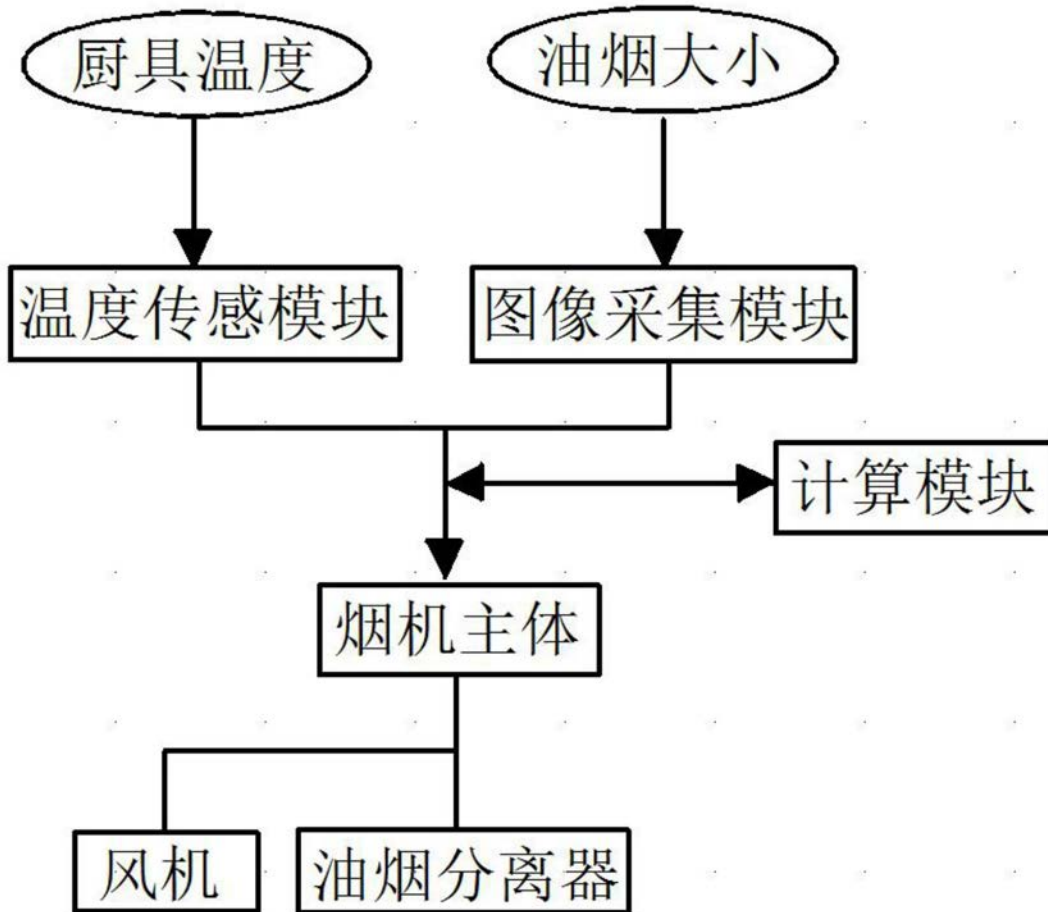 厨具温度
油烟大小
温度传感模块
图像采集模块
计算模块
烟机主体
风机
油烟分离器